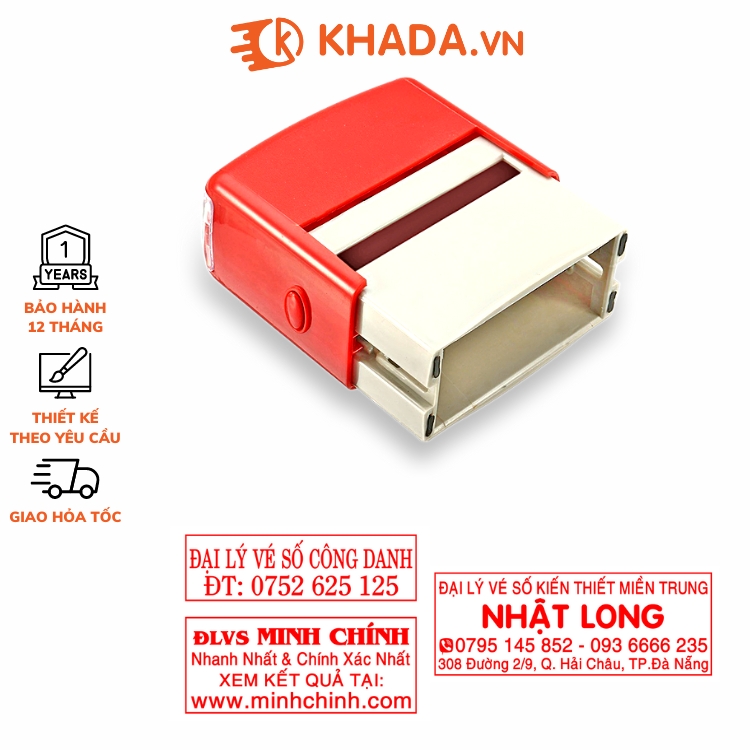 KHADA.vn
1
YEARS
BẢO HÀNH
12 THÁNG
THIẾT KẾ
THEO YÊU CẦU
GIAO HỎA TỐC
ĐẠI LÝ VÉ SỐ CÔNG DANH
ĐT: 0752 625 125
ĐLVS MINH CHÍNH
Nhanh Nhất & Chính Xác Nhất
XEM KẾT QUẢ TẠI:
www.minhchinh.com
ĐẠI LÝ VÉ SỐ KIẾN THIẾT MIỀN TRUNG
NHẬT LONG
0795 145 852 - 093 6666 235
308 Đường 2/9, Q. Hải Châu, TP.Đà Nẵng